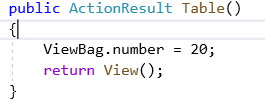 public ActionResult Table()
{
    ViewBag.number = 20;
    return View();
}